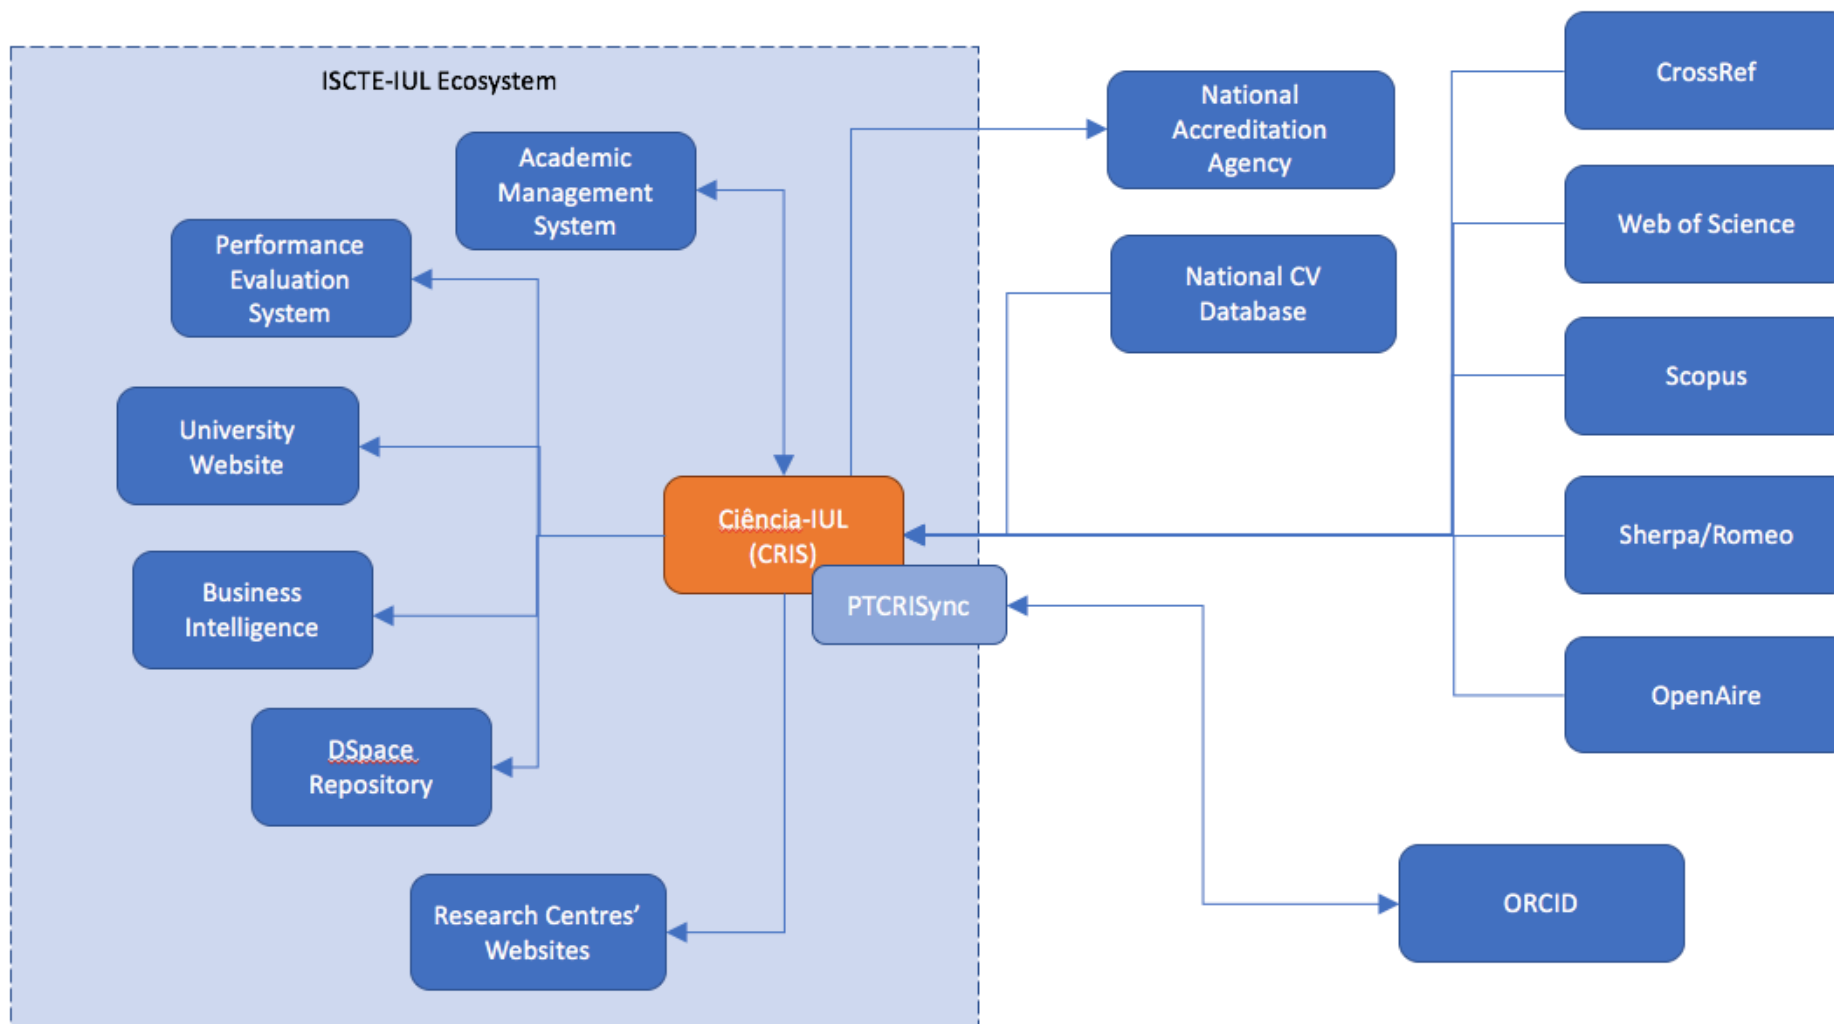 ISCTE-IUL Ecosystem
Academic
Management
System
Performance
Evaluation
System
University
Website
Business
Intelligence
DSpace
Repository
Research Centres’
Websites
Ciência-IUL
(CRIS)
PTCRISync
National
Accreditation
Agency
National CV
Database
CrossRef
Web of Science
Scopus
Sherpa/Romeo
OpenAire
ORCID